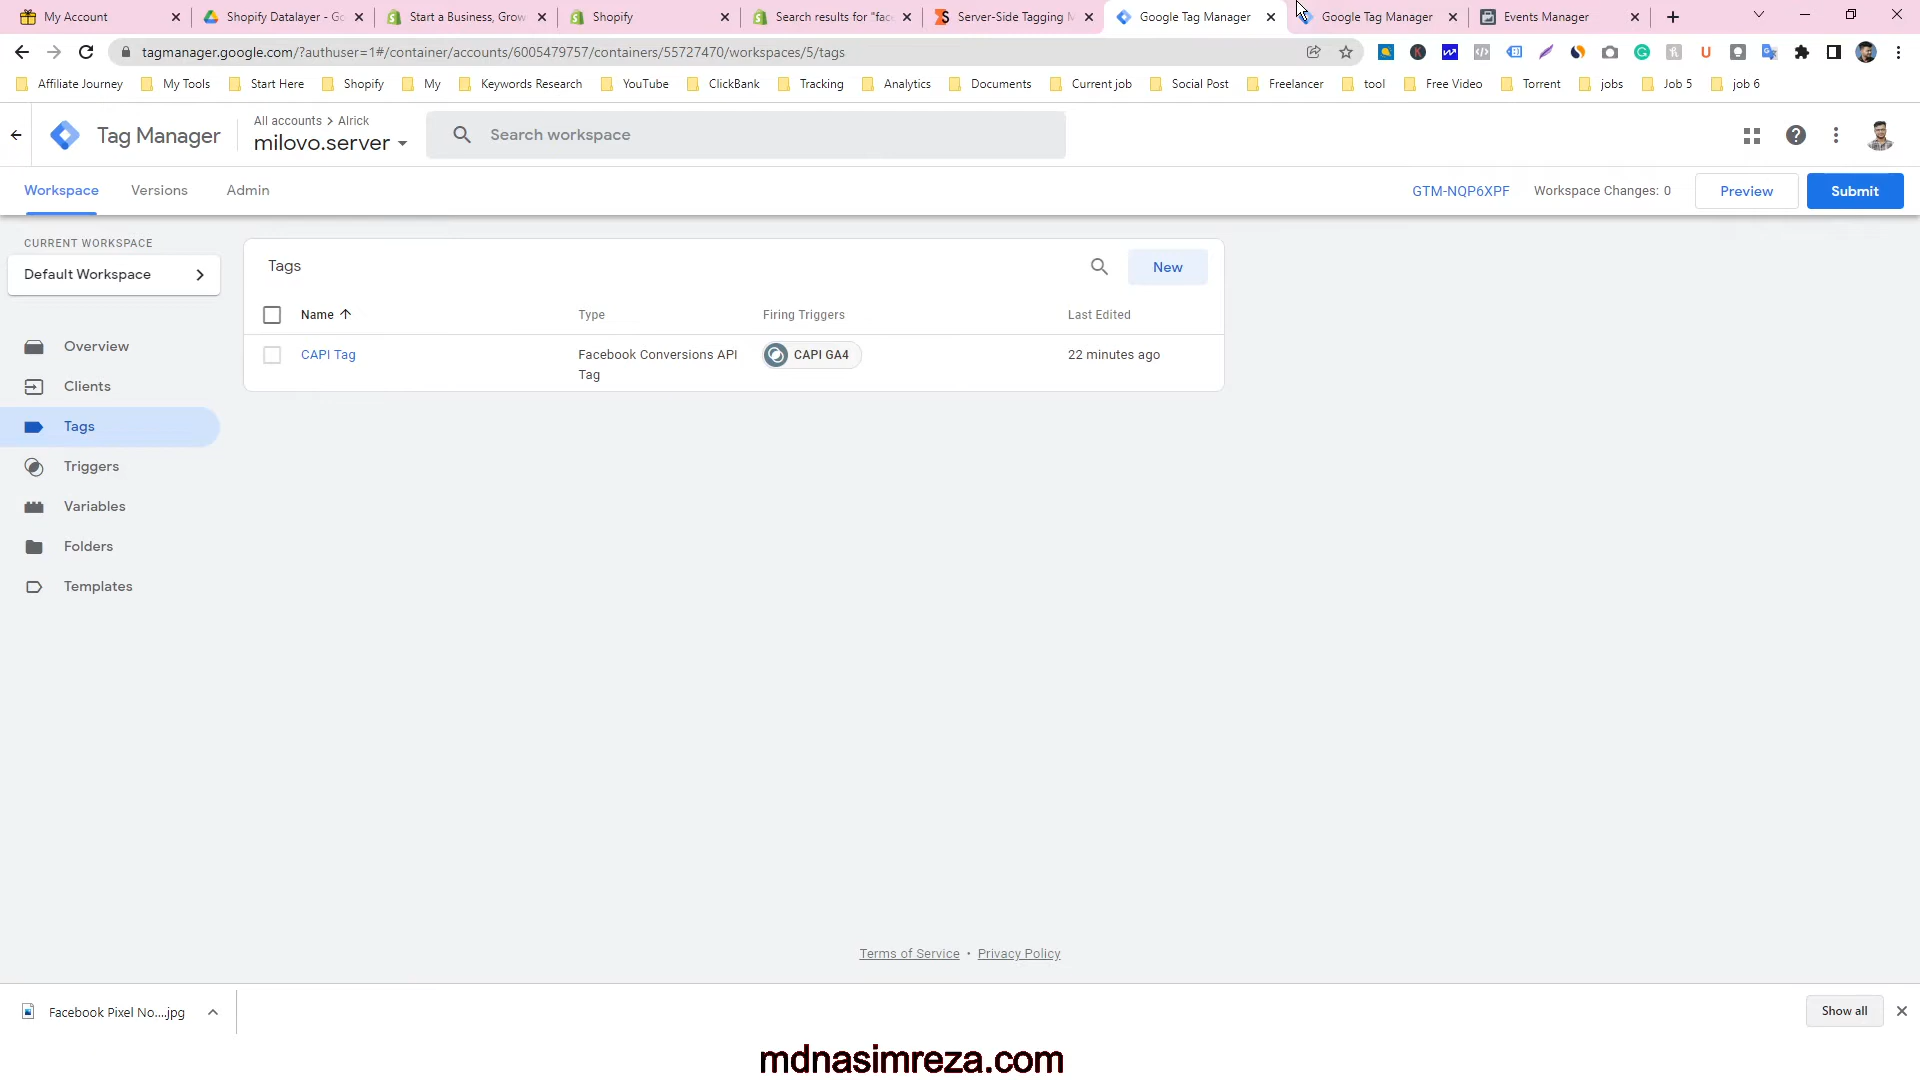 My Account
Shopify Datalayer - Go
Start a Business, Grow
Shopify
Search results for "fac
Server-Side Tagging M
Google Tag Manager
Google Tag Manager
Events Manager
tagmanager.google.com/?authuser=1#/container/accounts/6005479757/containers/55727470/workspaces/5/tags
Affiliate Journey
My Tools
Start Here
Shopify
My
Keywords Research
YouTube
ClickBank
Tracking
Analytics
Documents
Current job
Social Post
Freelancer
tool
Free Video
Torrent
jobs
Job 5
job 6
Tag Manager
All accounts > Alrick
milovo.server
Search workspace
Workspace
Versions
Admin
GTM-NQP6XPF
Workspace Changes: 0
Preview
Submit
CURRENT WORKSPACE
Default Workspace
Overview
Clients
Tags
Triggers
Variables
Folders
Templates
Tags
New
Name
Type
Firing Triggers
Last Edited
CAPI Tag
Facebook Conversions API
Tag
CAPI GA4
22 minutes ago
Terms of Service • Privacy Policy
Facebook Pixel No....jpg
Show all
mdnasimreza.com